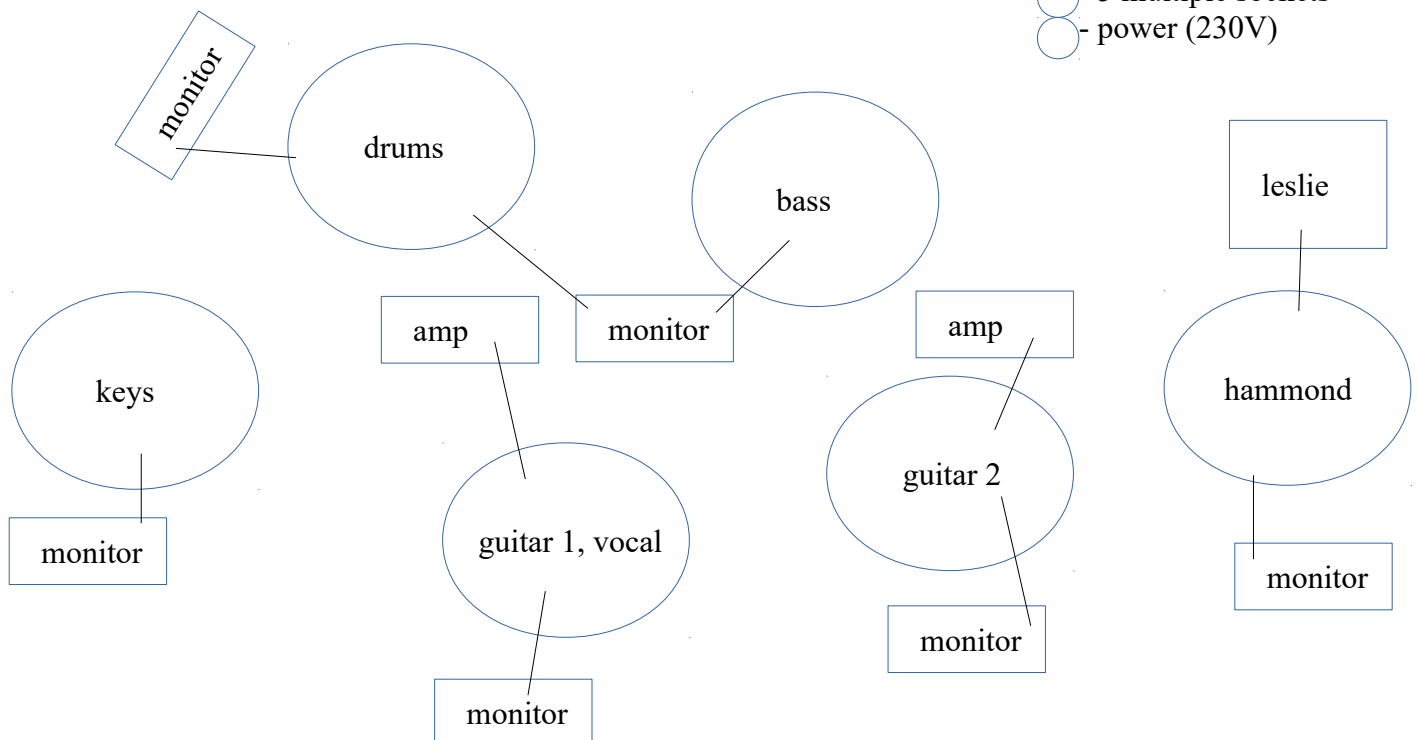 - power (230V)
monitor
drums
bass
leslie
amp
monitor
amp
keys
hammond
guitar 2
monitor
guitar 1, vocal
monitor
monitor
monitor